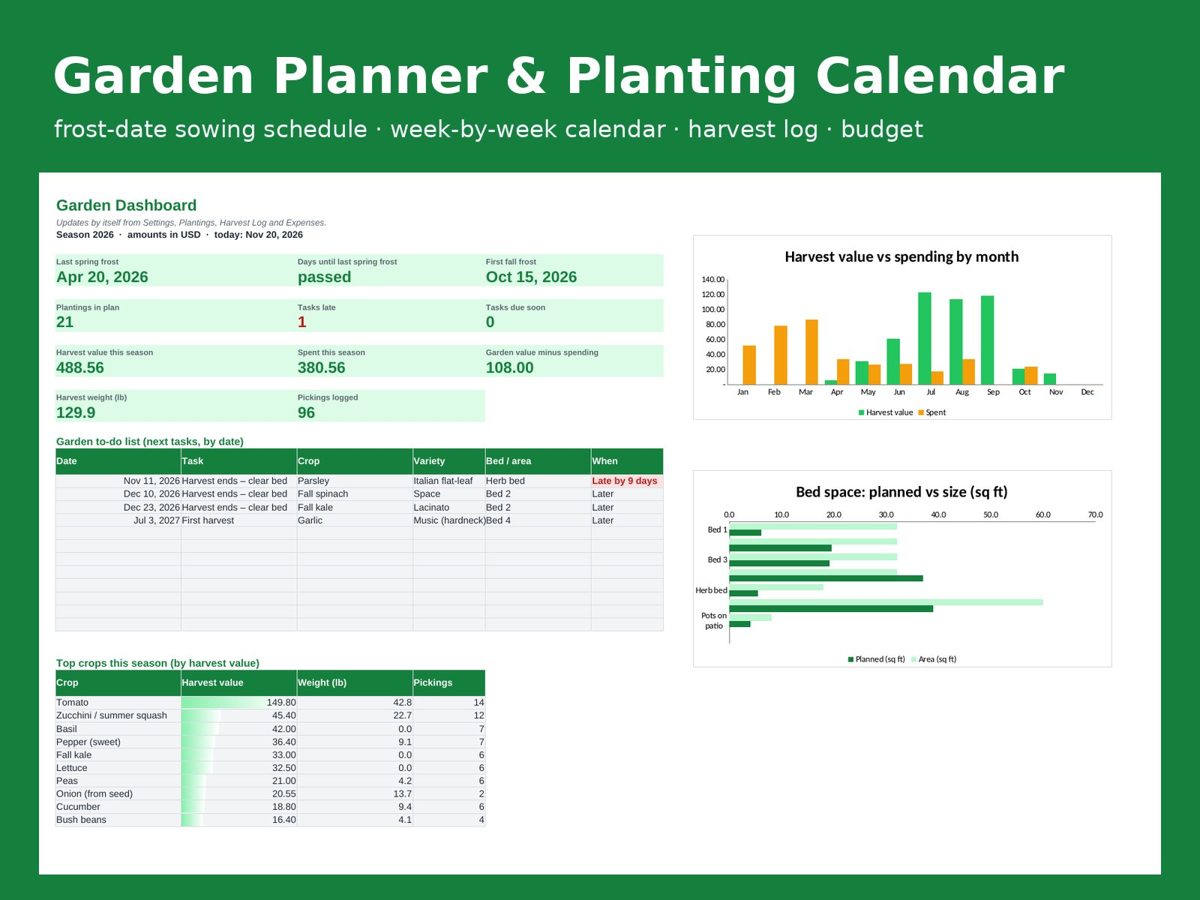 Garden Planner & Planting Calendar
frost-date sowing schedule · week-by-week calendar · harvest log · budget
Garden Dashboard
Updates by itself from Settings, Plantings, Harvest Log and Expenses.
Season 2026 · amounts in USD · today: Nov 20, 2026
Last spring frost Days until last spring frost First fall frost
Apr 20, 2026 passed Oct 15, 2026
Plantings in plan Tasks late Tasks due soon
21 1 0
Harvest value this season Spent this season Garden value minus spending
488.56 380.56 108.00
Harvest weight (lb) Pickings logged
129.9 96
Garden to-do list (next tasks, by date)
Date Task Crop Variety Bed / area When
Nov 11, 2026 Harvest ends – clear bed Parsley Italian flat-leaf Herb bed Late by 9 days
Dec 10, 2026 Harvest ends – clear bed Fall spinach Space Bed 2 Later
Dec 23, 2026 Harvest ends – clear bed Fall kale Lacinato Bed 2 Later
Jul 3, 2027 First harvest Garlic Music (hardneck) Bed 4 Later
Top crops this season (by harvest value)
Crop Harvest value Weight (lb) Pickings
Tomato 149.80 42.8 14
Zucchini / summer squash 45.40 22.7 12
Basil 42.00 0.0 7
Pepper (sweet) 36.40 9.1 7
Fall kale 33.00 0.0 6
Lettuce 32.50 0.0 6
Peas 21.00 4.2 6
Onion (from seed) 20.55 13.7 2
Cucumber 18.80 9.4 6
Bush beans 16.40 4.1 4
Harvest value vs spending by month
140.00
120.00
100.00
80.00
60.00
40.00
20.00
-
Jan Feb Mar Apr May Jun Jul Aug Sep Oct Nov Dec
Harvest value Spent
Bed space: planned vs size (sq ft)
0.0 10.0 20.0 30.0 40.0 50.0 60.0 70.0
Bed 1
Bed 3
Herb bed
Pots on
patio
Planned (sq ft) Area (sq ft)